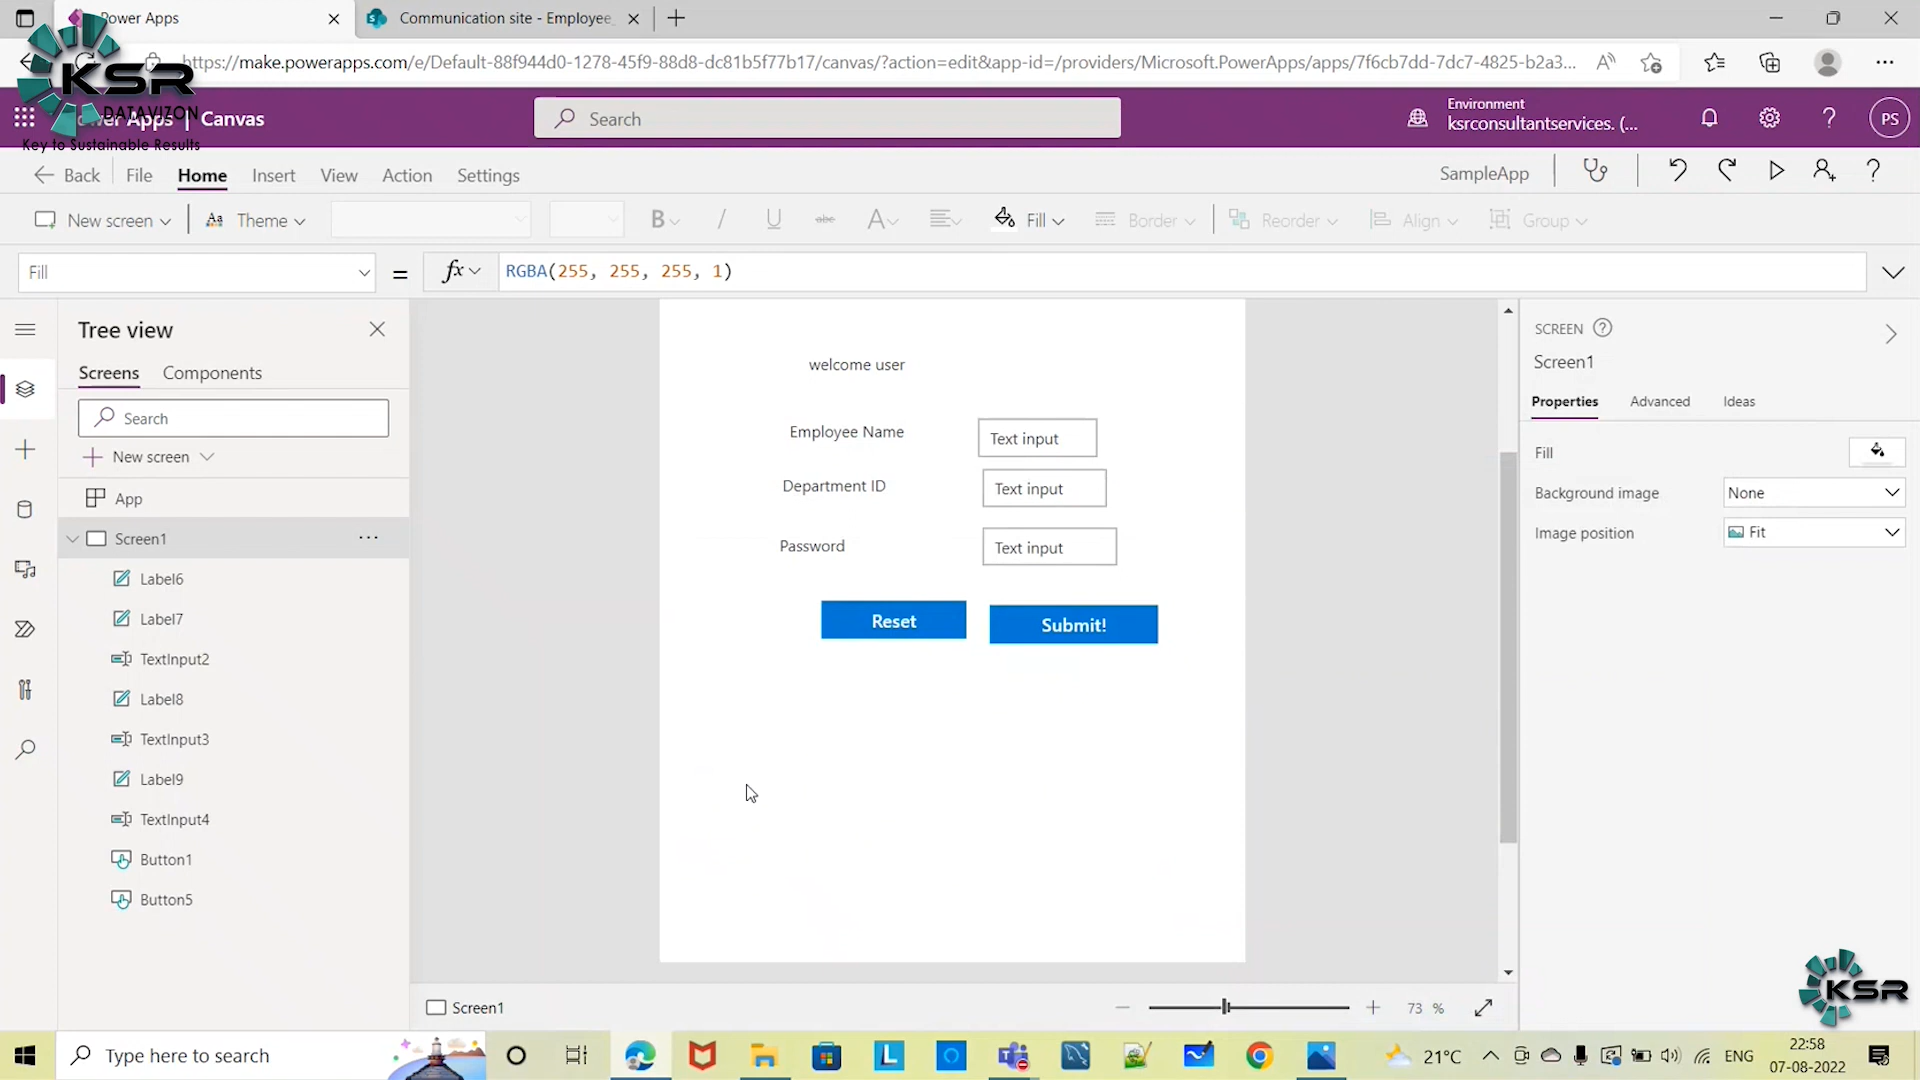 Power Apps
Communication site - Employee_
https://make.powerapps.com/e/Default-88f944d0-1278-45f9-88d8-dc81b5f77b17/canvas/?action=edit&app-id=/providers/Microsoft.PowerApps/apps/7f6cb7dd-7dc7-4825-b2a3...
KSR
DATAVIZON
Key to Sustainable Results
Power Apps | Canvas
Search
Environment
ksrconsultantservices. (...
PS
Back
File
Home
Insert
View
Action
Settings
SampleApp
New screen
Theme
Fill
Border
Reorder
Align
Group
Fill
=
fx
RGBA(255, 255, 255, 1)
Tree view
Screens
Components
Search
New screen
App
Screen1
Label6
Label7
TextInput2
Label8
TextInput3
Label9
TextInput4
Button1
Button5
welcome user
Employee Name
Text input
Department ID
Text input
Password
Text input
Reset
Submit!
SCREEN
Screen1
Properties
Advanced
Ideas
Fill
Background image
None
Image position
Fit
KSR
Screen1
73 %
Type here to search
21°C
ENG
22:58
07-08-2022